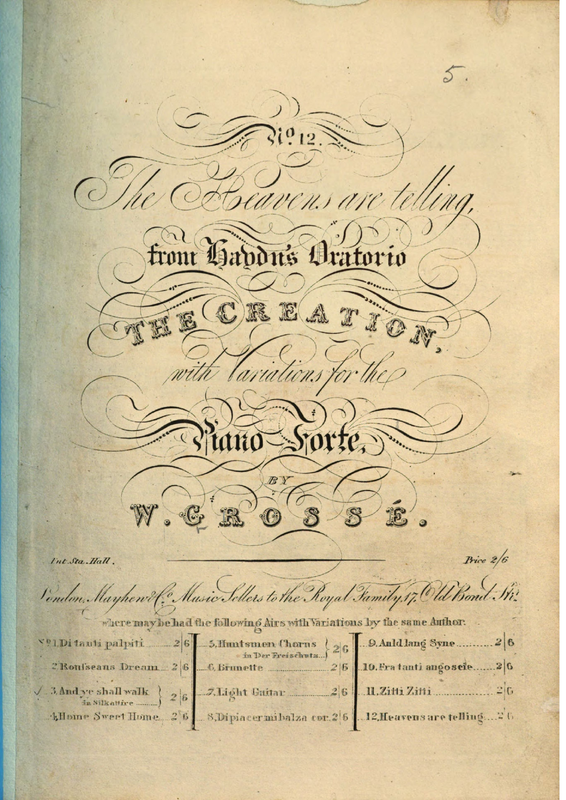 5.
No. 12.
The Heavens are telling,
from Haydn's Oratorio
THE CREATION,
with Variations for the
Piano Forte,
BY
W. GROSSÉ.
Ent. Sta. Hall. Price 2/6
London, Mayhew & Co. Music Sellers to the Royal Family, 17, Old Bond Strt.
where may be had the following Airs with Variations by the same Author.
No. 1. Di tanti palpiti 2/6
2. Rousseaus Dream 2/6
3. And ye shall walk
in Silk attire 2/6
4. Home Sweet Home 2/6
5. Huntsmen Chorus
in Der Freischutz 2/6
6. Brunette 2/6
7. Light Guitar 2/6
8. Di piacer mi balza cor. 2/6
9. Auld lang Syne 2/6
10. Fra tanti angoscie 2/6
11. Zitti Zitti 2/6
12. Heavens are telling 2/6